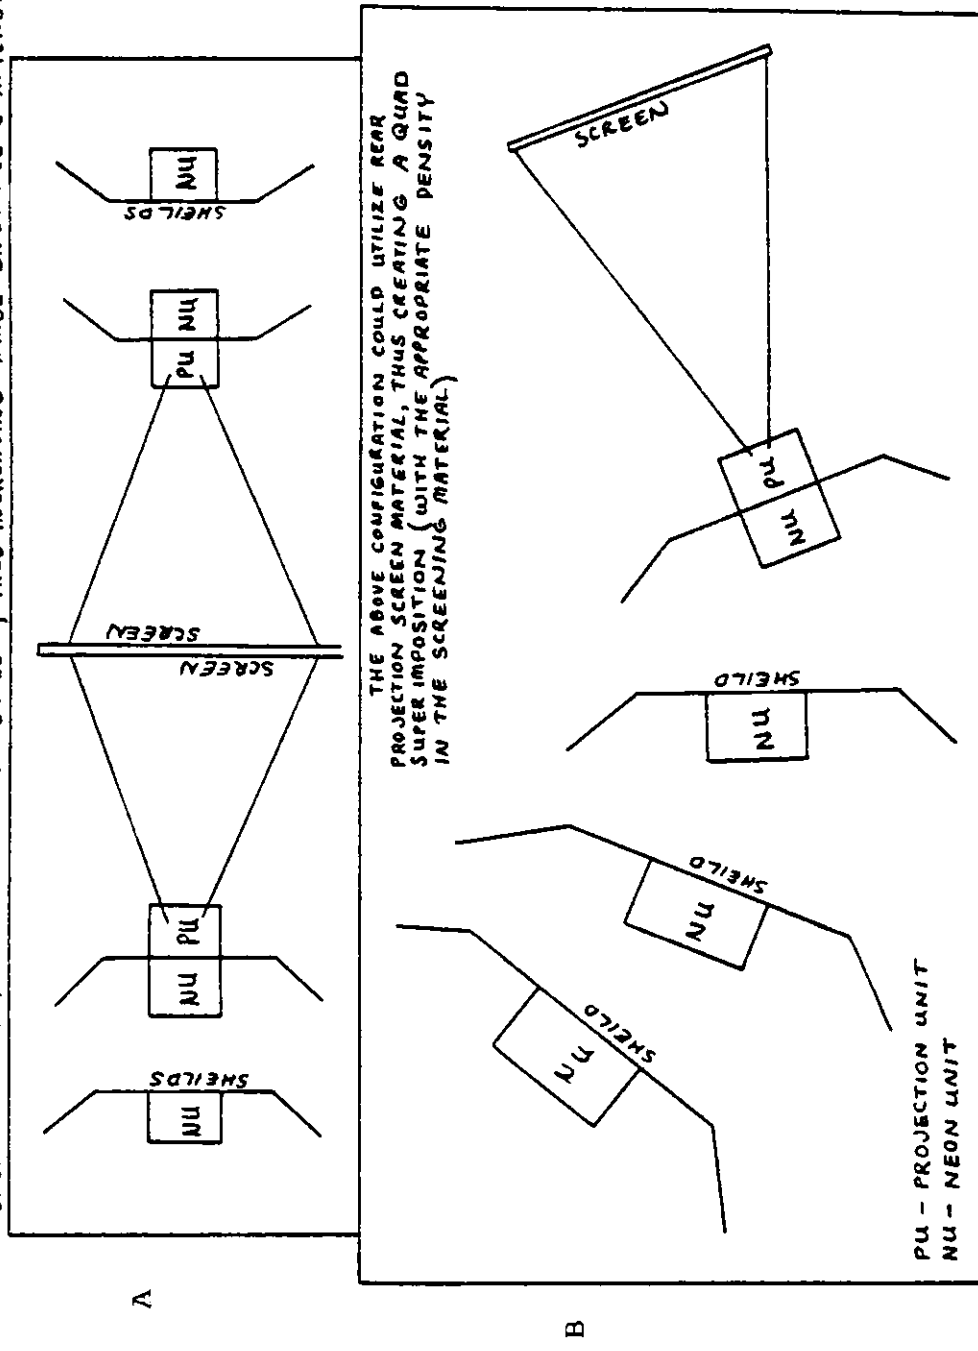 A
NU
SHEILDS
NU
PU
SCREEN
SCREEN
PU
NU
SHEILDS
NU
B
THE ABOVE CONFIGURATION COULD UTILIZE REAR
PROJECTION SCREEN MATERIAL, THUS CREATING A QUAD
SUPER IMPOSITION (WITH THE APPROPRIATE DENSITY
IN THE SCREENING MATERIAL)
NU
SHEILD
NU
SHEILD
NU
SHEILD
NU
PU
SCREEN
PU - PROJECTION UNIT
NU - NEON UNIT